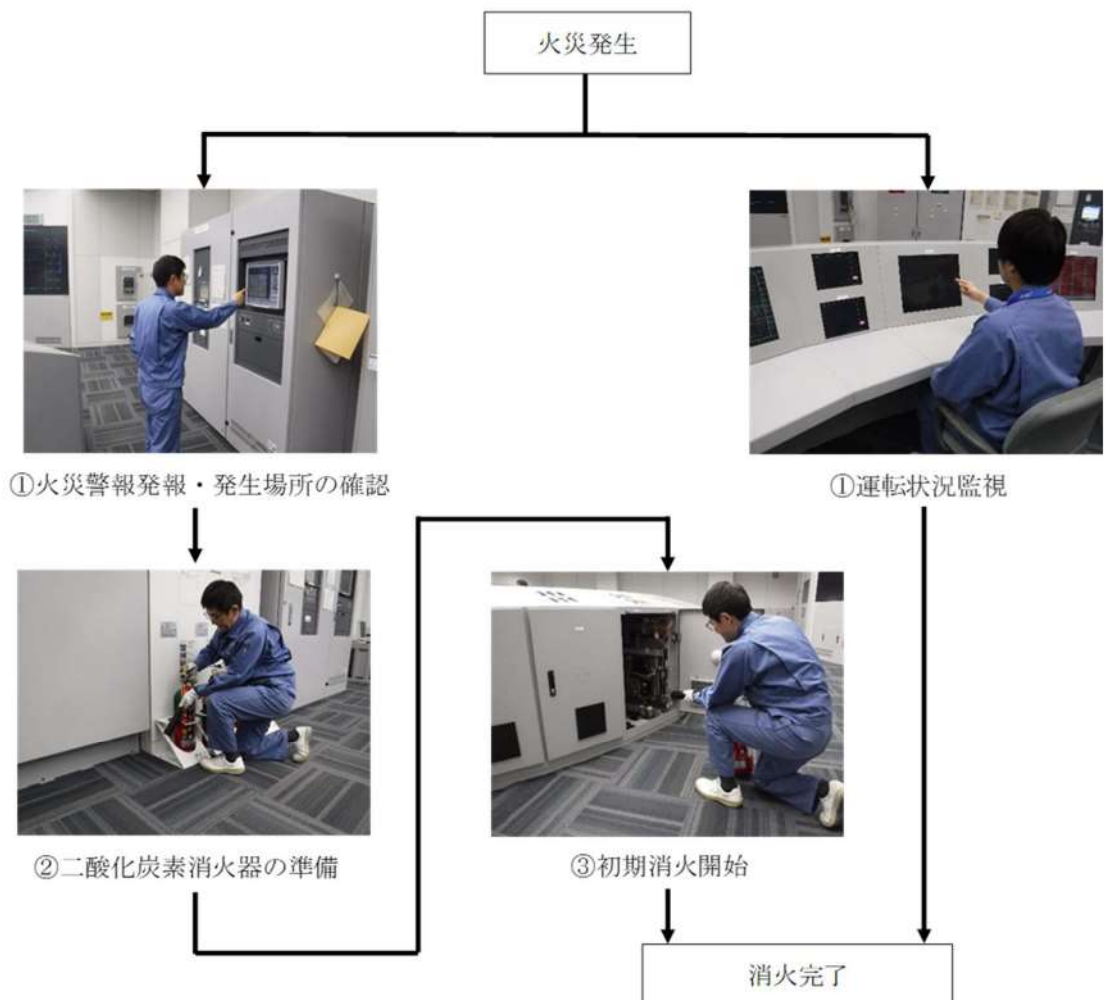 火災発生
①火災警報発報・発生場所の確認
①運転状況監視
②二酸化炭素消火器の準備
③初期消火開始
消火完了